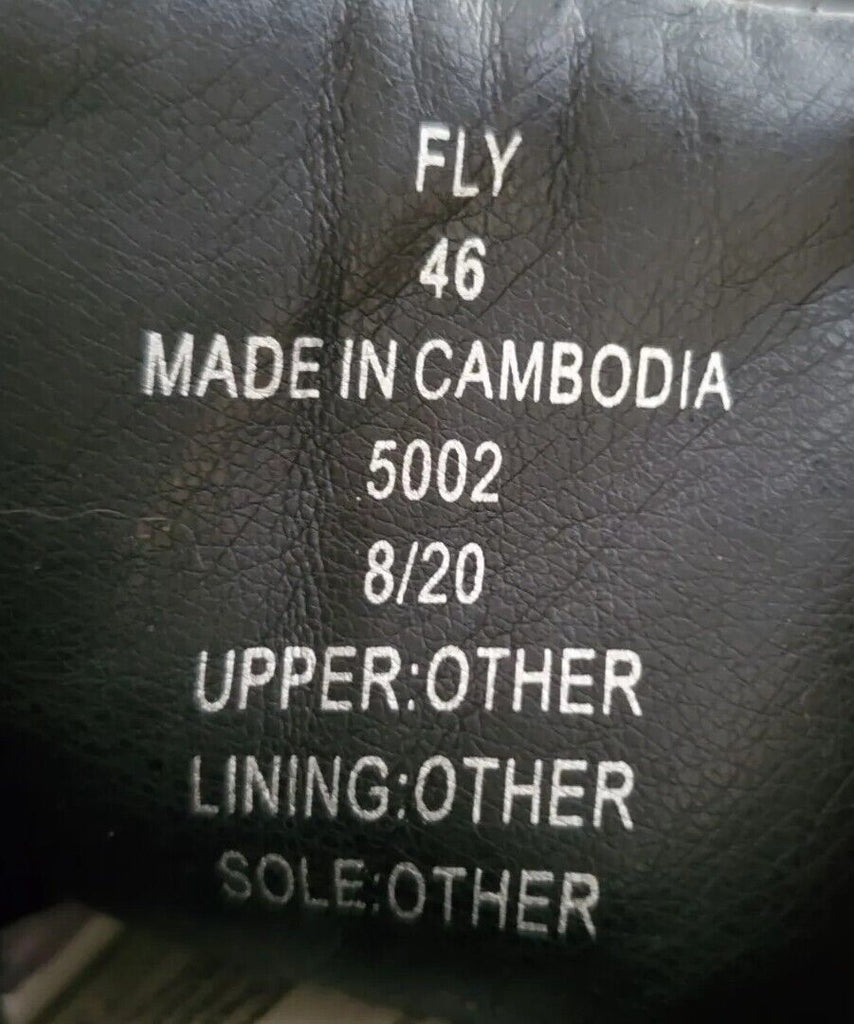 FLY
46
MADE IN CAMBODIA
5002
8/20
UPPER:OTHER
LINING:OTHER
SOLE:OTHER